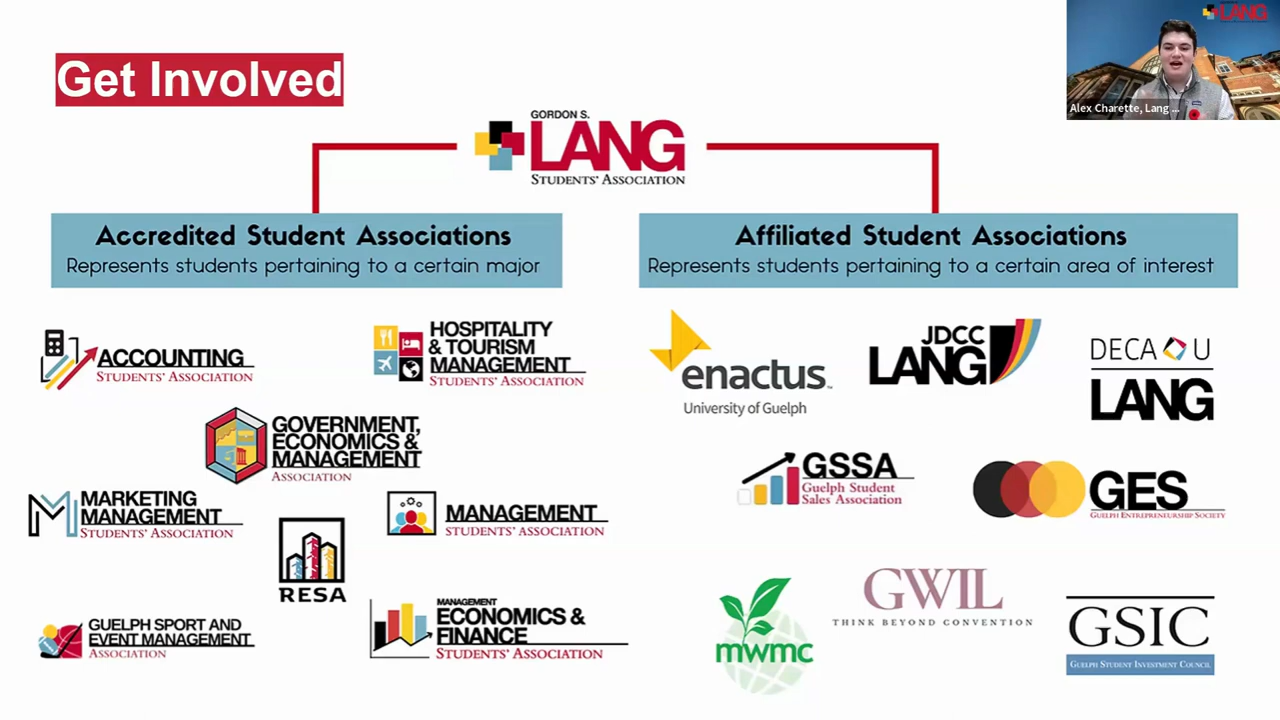 Get Involved
LANG
Alex Charette, Lang ...
GORDON S.
LANG
STUDENTS' ASSOCIATION
Accredited Student Associations
Represents students pertaining to a certain major
Affiliated Student Associations
Represents students pertaining to a certain area of interest
ACCOUNTING
STUDENTS' ASSOCIATION
HOSPITALITY
& TOURISM
MANAGEMENT
STUDENTS' ASSOCIATION
GOVERNMENT,
ECONOMICS &
MANAGEMENT
ASSOCIATION
MARKETING
MANAGEMENT
STUDENTS' ASSOCIATION
MANAGEMENT
STUDENTS' ASSOCIATION
RESA
GUELPH SPORT AND
EVENT MANAGEMENT
ASSOCIATION
MANAGEMENT
ECONOMICS &
FINANCE
STUDENTS' ASSOCIATION
enactus™
University of Guelph
JDCC
LANG
DECA U
LANG
GSSA
Guelph Student
Sales Association
GES
GUELPH ENTREPRENEURSHIP SOCIETY
mwmc
GWIL
THINK BEYOND CONVENTION
GSIC
GUELPH STUDENT INVESTMENT COUNCIL